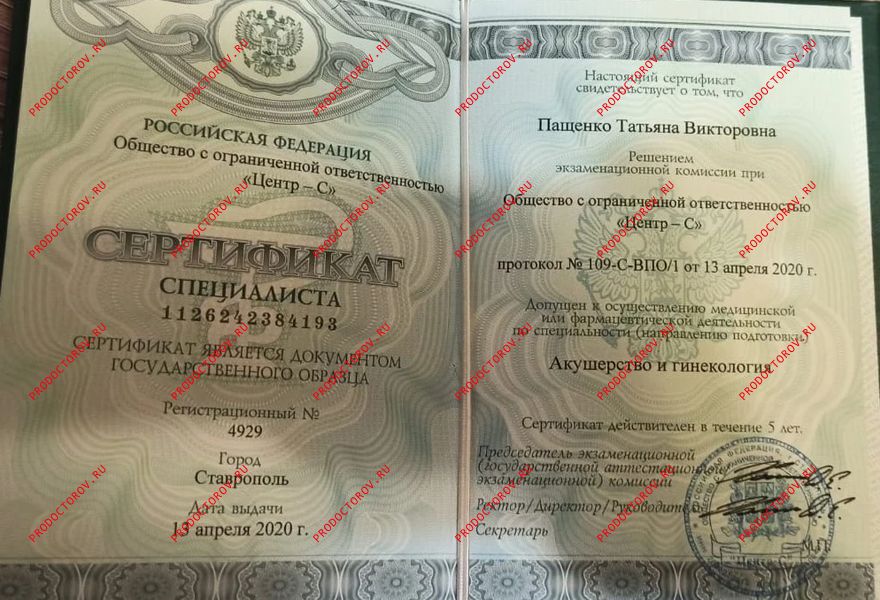 РОССИЙСКАЯ ФЕДЕРАЦИЯ
Общество с ограниченной ответственностью
«Центр – С»
СЕРТИФИКАТ
СПЕЦИАЛИСТА
1126242384193
СЕРТИФИКАТ ЯВЛЯЕТСЯ ДОКУМЕНТОМ
ГОСУДАРСТВЕННОГО ОБРАЗЦА
Регистрационный №
4929
Город
Ставрополь
Дата выдачи
13 апреля 2020 г.
Настоящий сертификат
свидетельствует о том, что
Пащенко Татьяна Викторовна
Решением
экзаменационной комиссии при
Общество с ограниченной ответственностью
«Центр – С»
протокол № 109-С-ВПО/1 от 13 апреля 2020 г.
Допущен к осуществлению медицинской
или фармацевтической деятельности
по специальности (направлению подготовки)
Акушерство и гинекология
Сертификат действителен в течение 5 лет.
Председатель экзаменационной
(государственной аттестационной
экзаменационной) комиссии
Ректор/Директор/Руководитель
Секретарь
М.П.
PRODOCTOROV.RU